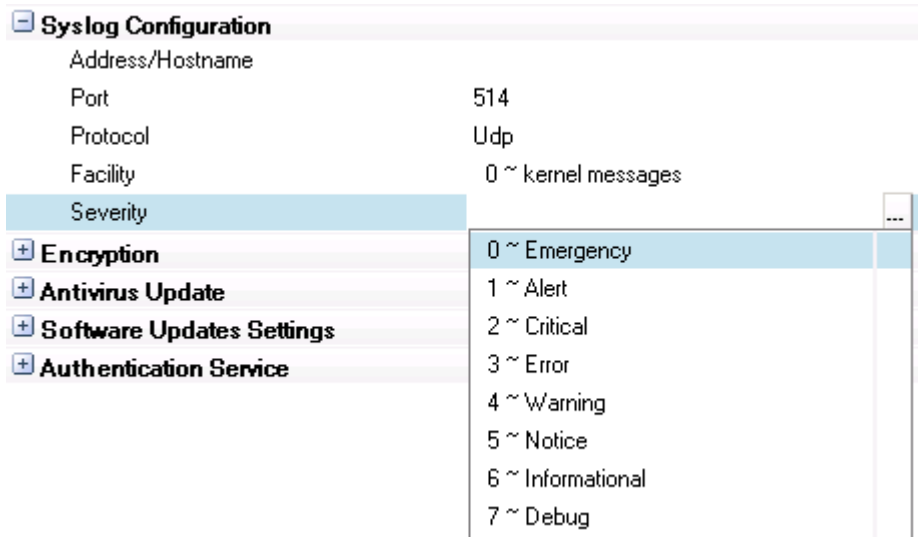 Syslog Configuration
Address/Hostname
Port 514
Protocol Udp
Facility 0 ~ kernel messages
Severity ...
Encryption 0 ~ Emergency
Antivirus Update 1 ~ Alert
Software Updates Settings 2 ~ Critical
Authentication Service 3 ~ Error
4 ~ Warning
5 ~ Notice
6 ~ Informational
7 ~ Debug